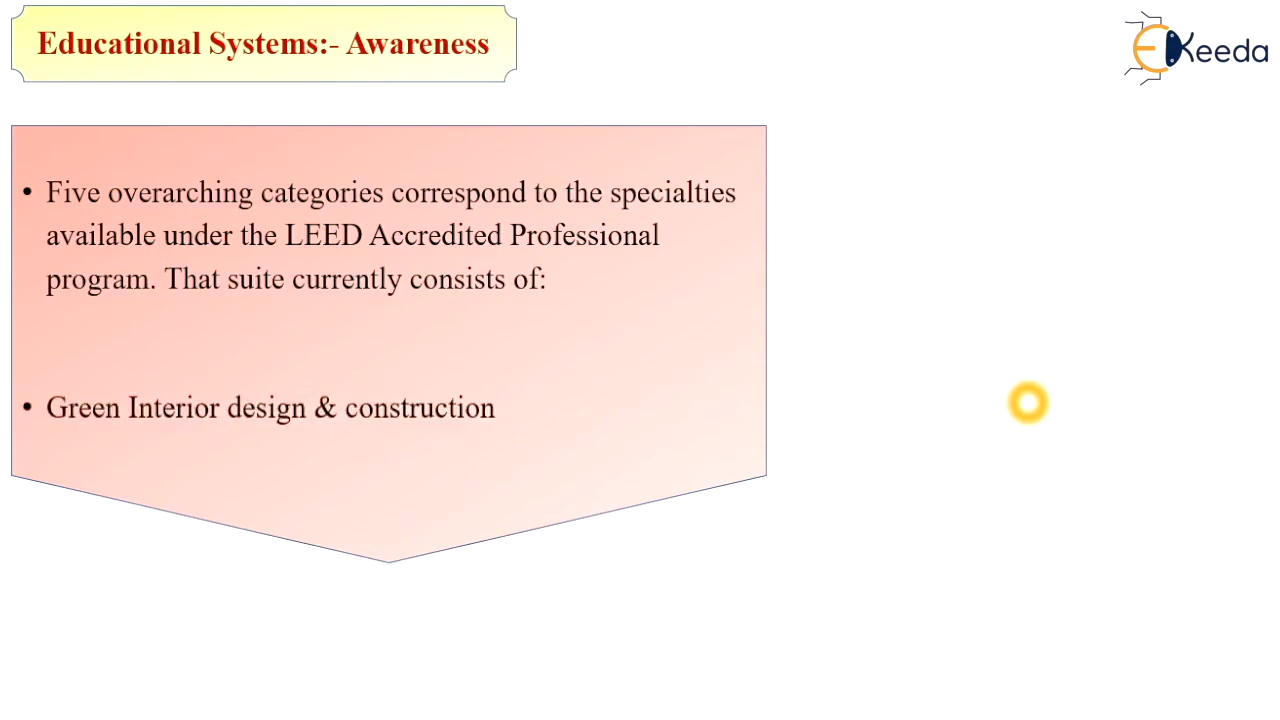 Educational Systems:- Awareness
EKeeda
• Five overarching categories correspond to the specialties
available under the LEED Accredited Professional
program. That suite currently consists of:
• Green Interior design & construction